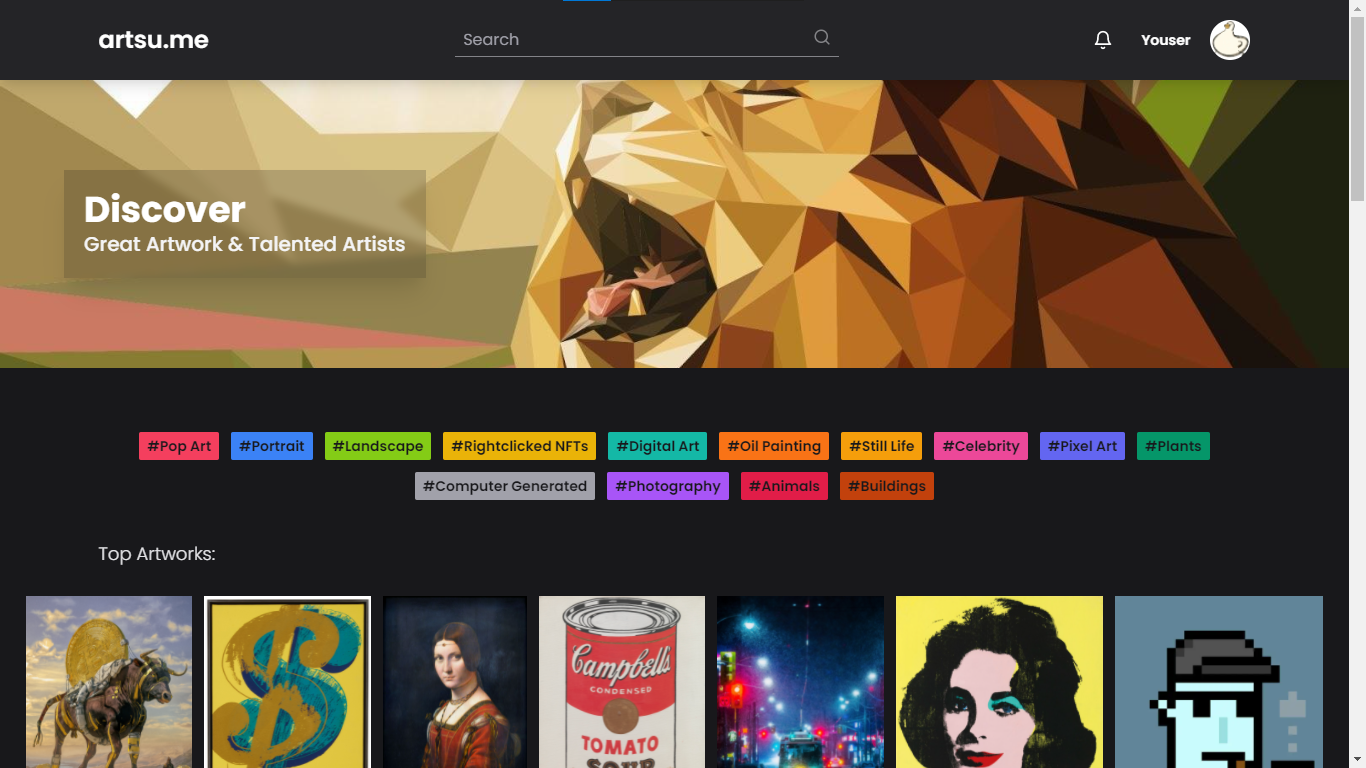 artsu.me
Search
Youser
Discover
Great Artwork & Talented Artists
#Pop Art #Portrait #Landscape #Rightclicked NFTs #Digital Art #Oil Painting #Still Life #Celebrity #Pixel Art #Plants
#Computer Generated #Photography #Animals #Buildings
Top Artworks:
Campbell's
CONDENSED
TOMATO
SOUP